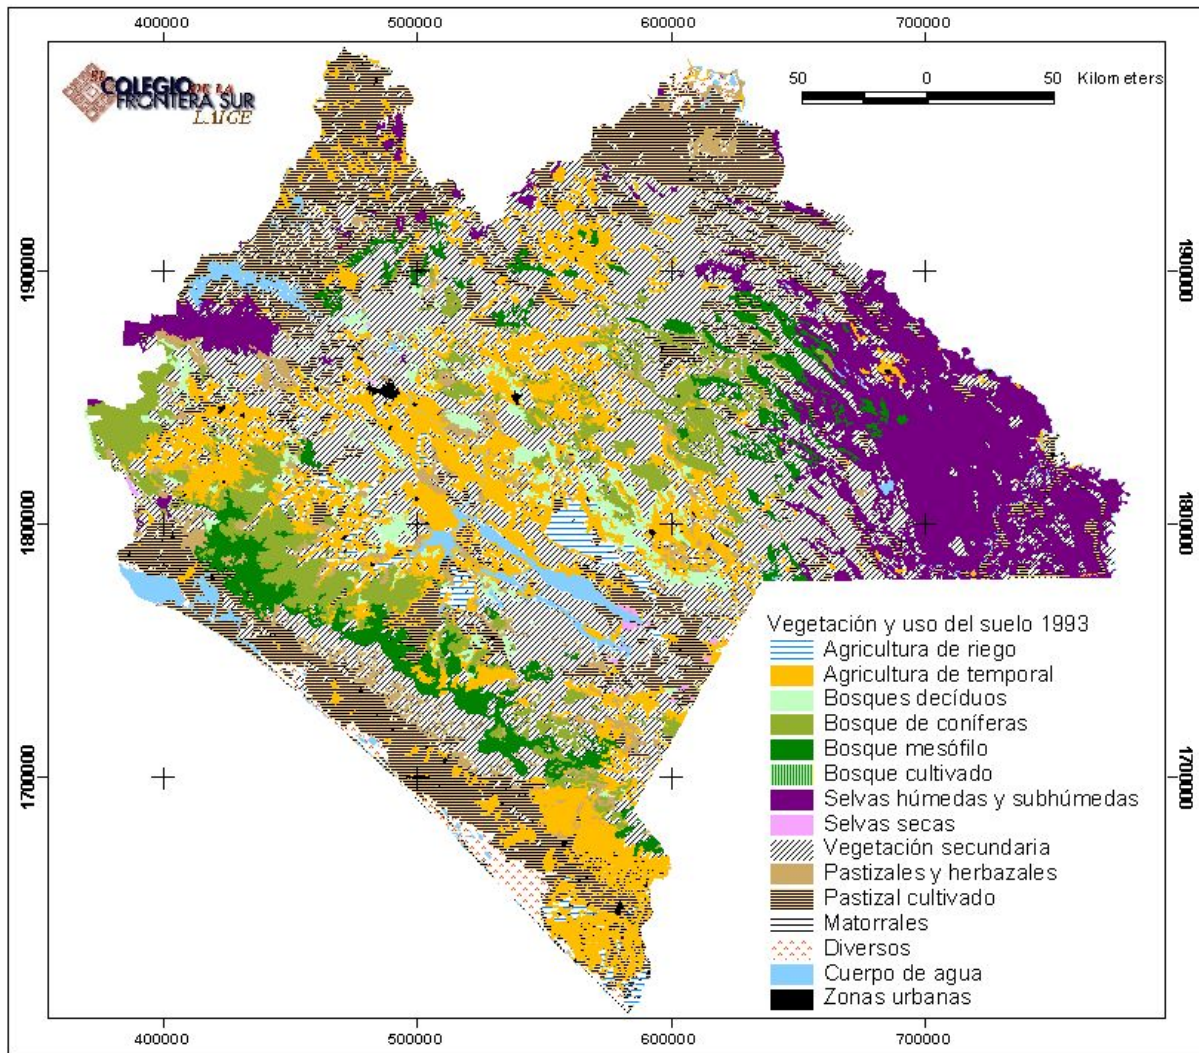 400000 500000 600000 700000
EL
COLEGIO DE LA
FRONTERA SUR
LAIGE
50 0 50 Kilometers
1900000 1900000
1800000 1800000
1700000 1700000
Vegetación y uso del suelo 1993
Agricultura de riego
Agricultura de temporal
Bosques decíduos
Bosque de coníferas
Bosque mesófilo
Bosque cultivado
Selvas húmedas y subhúmedas
Selvas secas
Vegetación secundaria
Pastizales y herbazales
Pastizal cultivado
Matorrales
Diversos
Cuerpo de agua
Zonas urbanas
400000 500000 600000 700000